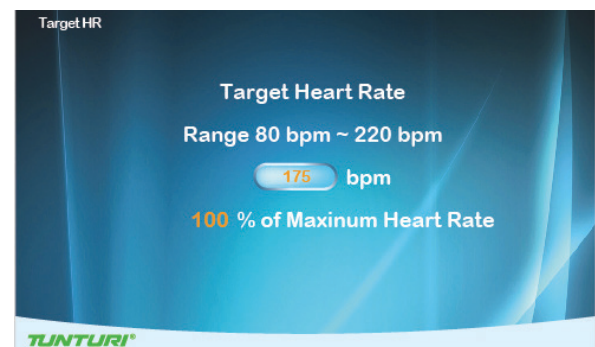 Target HR
Target Heart Rate
Range 80 bpm ~ 220 bpm
175 bpm
100 % of Maxinum Heart Rate
TUNTURI®